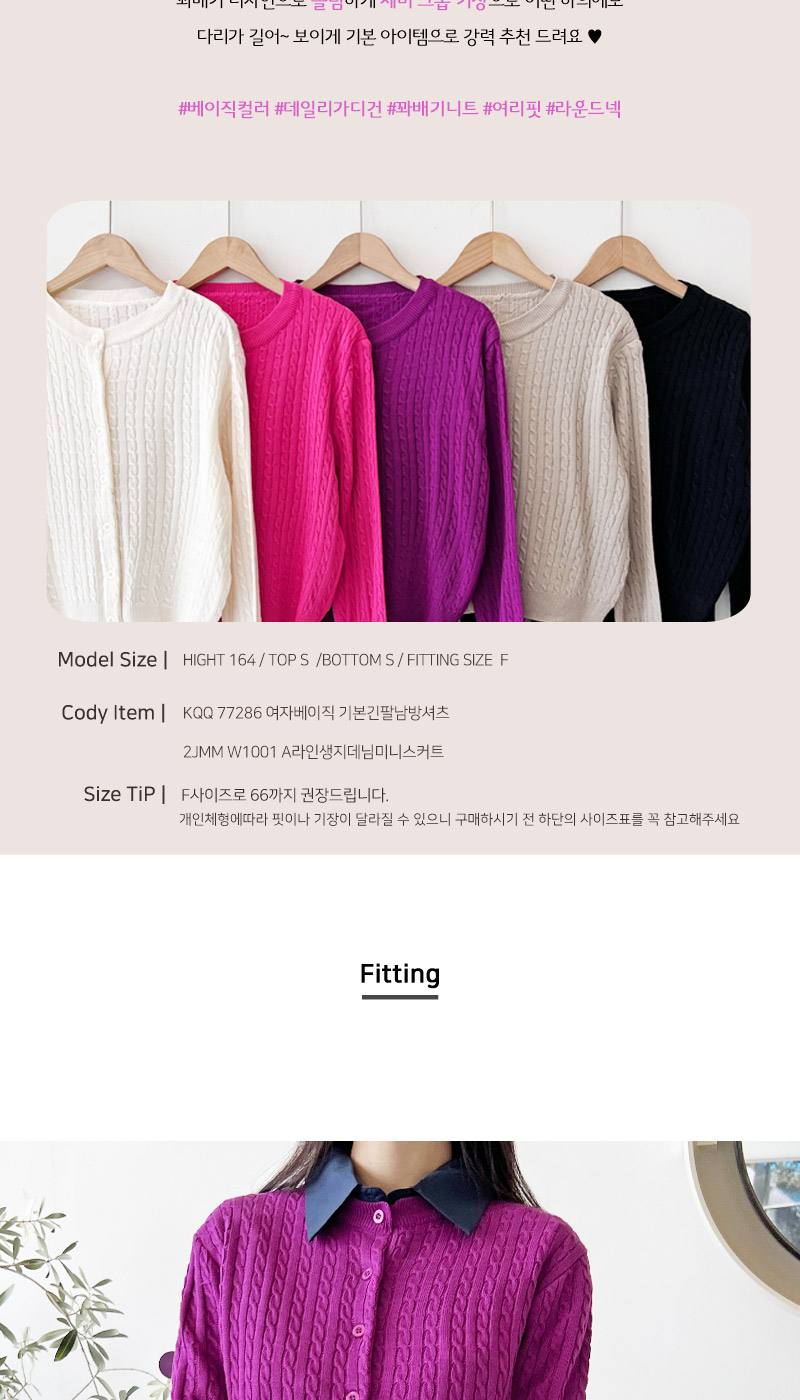 다리가 길어~ 보이게 기본 아이템으로 강력 추천 드려요 ♥
#베이직컬러 #데일리가디건 #꽈배기니트 #여리핏 #라운드넥
Model Size | HIGHT 164 / TOP S /BOTTOM S / FITTING SIZE F
Cody Item | KQQ 77286 여자베이직 기본긴팔남방셔츠
2JMM W1001 A라인생지데님미니스커트
Size TiP | F사이즈로 66까지 권장드립니다.
개인체형에따라 핏이나 기장이 달라질 수 있으니 구매하시기 전 하단의 사이즈표를 꼭 참고해주세요
Fitting